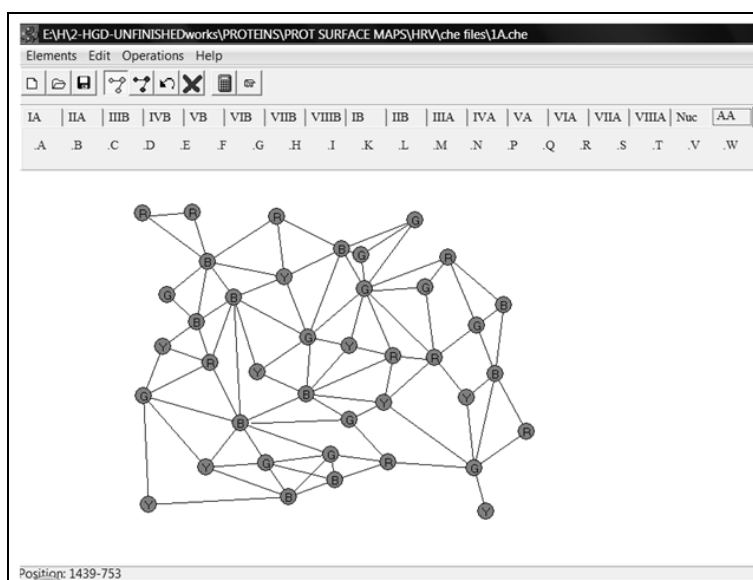 E:\H\2-HGD-UNFINISHEDworks\PROTEINS\PROT SURFACE MAPS\HRV\che files\1A.che
Elements Edit Operations Help
IA IIA IIIB IVB VB VIB VIIB VIIIB IB IIB IIIA IVA VA VIA VIIA VIIIA Nuc AA
.A .B .C .D .E .F .G .H .I .K .L .M .N .P .Q .R .S .T .V .W
R R R G
B B G R
G B Y G G B
B G G
Y R Y Y R R
G B Y Y B
B G R
Y G G R G
Y B B Y
Position: 1439-753